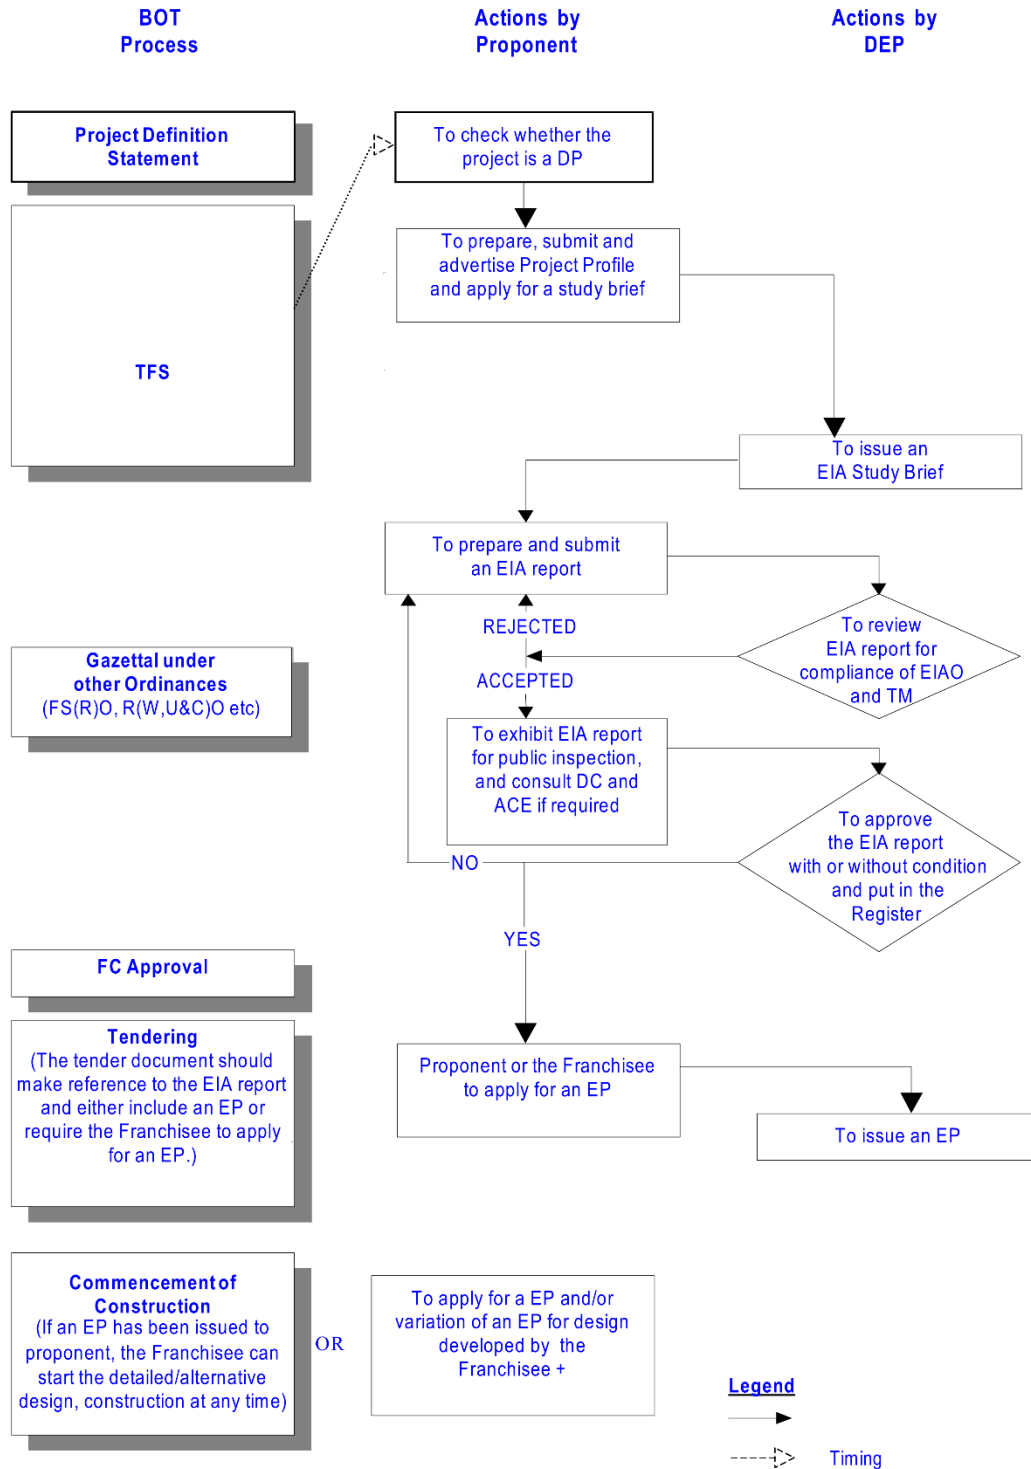 BOT
Process
Actions by
Proponent
Actions by
DEP
Project Definition
Statement
To check whether the
project is a DP
To prepare, submit and
advertise Project Profile
and apply for a study brief
TFS
To issue an
EIA Study Brief
To prepare and submit
an EIA report
REJECTED
To review
EIA report for
compliance of EIAO
and TM
Gazettal under
other Ordinances
(FS(R)O, R(W,U&C)O etc)
ACCEPTED
To exhibit EIA report
for public inspection,
and consult DC and
ACE if required
To approve
the EIA report
with or without condition
and put in the
Register
NO
YES
FC Approval
Tendering
(The tender document should
make reference to the EIA report
and either include an EP or
require the Franchisee to apply
for an EP.)
Proponent or the Franchisee
to apply for an EP
To issue an EP
Commencement of
Construction
(If an EP has been issued to
proponent, the Franchisee can
start the detailed/alternative
design, construction at any time)
OR
To apply for a EP and/or
variation of an EP for design
developed by the
Franchisee +
Legend
Timing